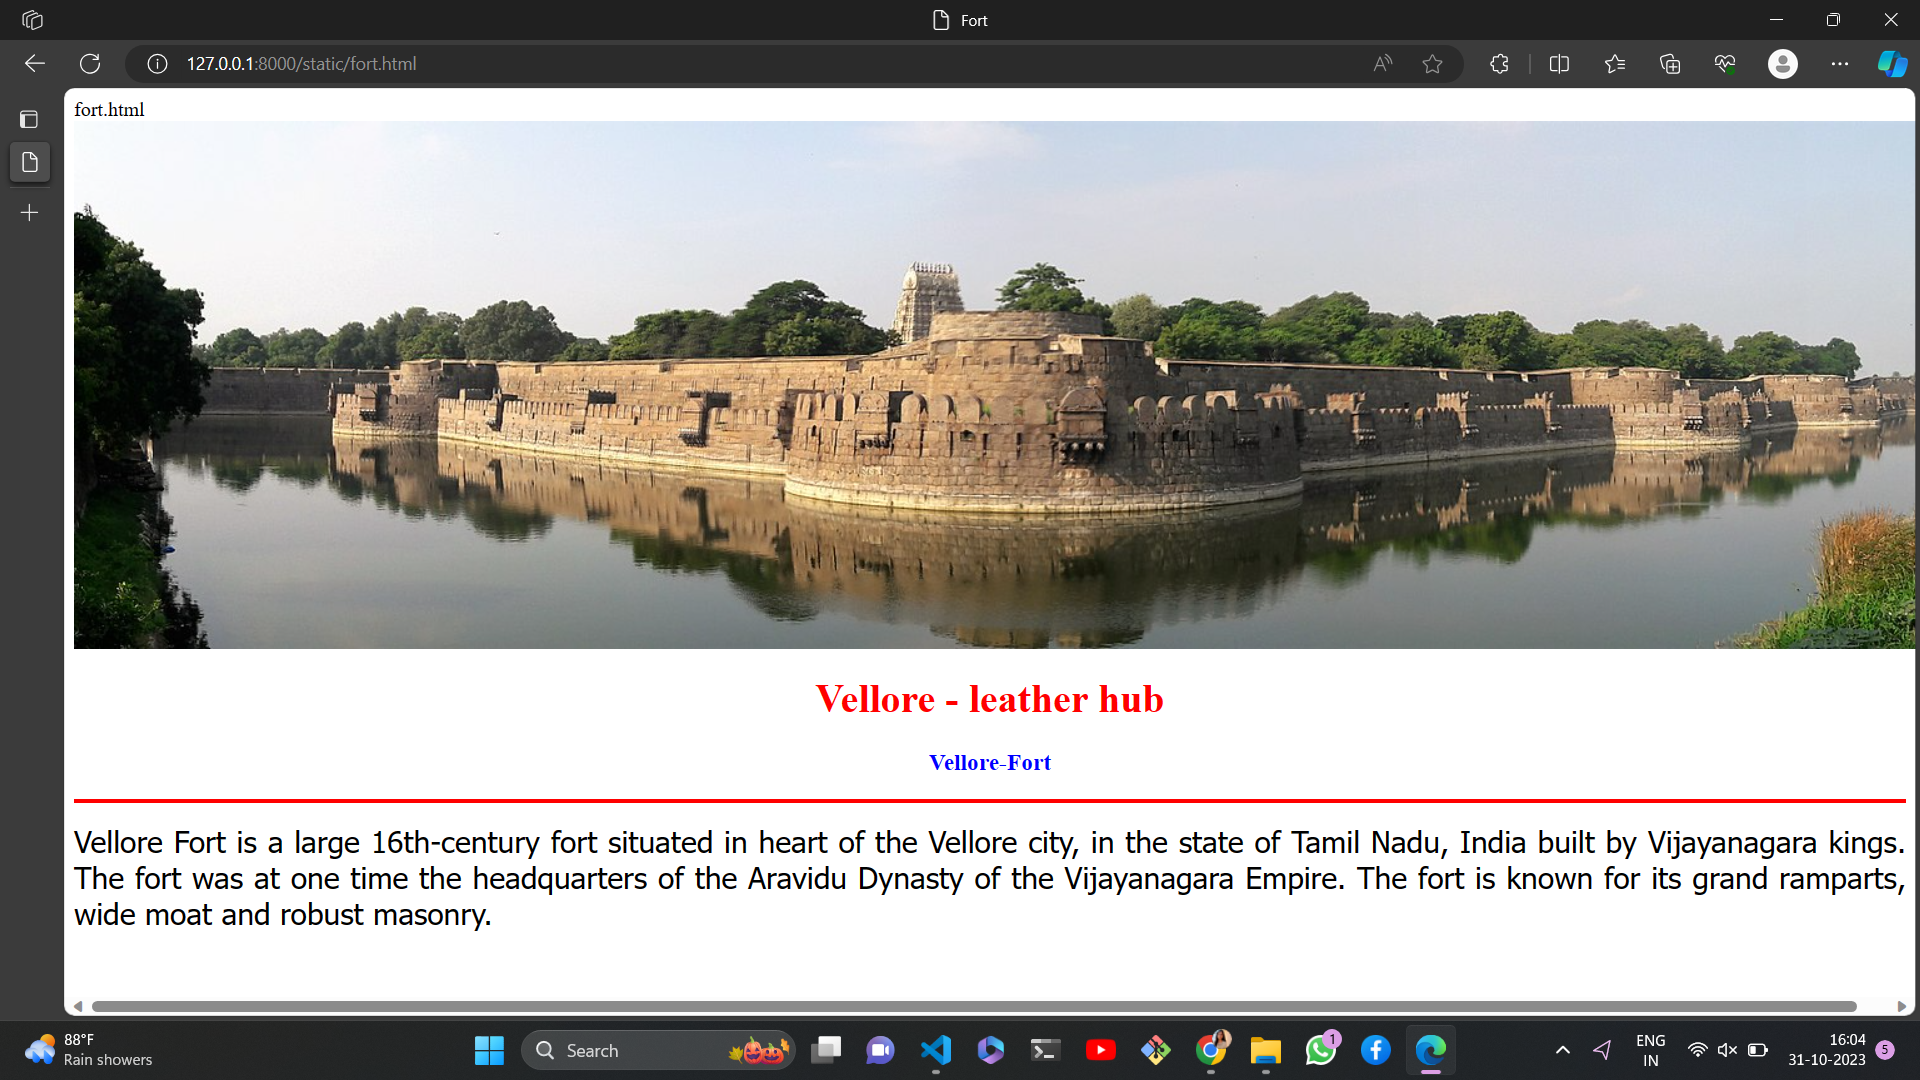 Fort
127.0.0.1:8000/static/fort.html
fort.html
Vellore - leather hub
Vellore-Fort
Vellore Fort is a large 16th-century fort situated in heart of the Vellore city, in the state of Tamil Nadu, India built by Vijayanagara kings.
The fort was at one time the headquarters of the Aravidu Dynasty of the Vijayanagara Empire. The fort is known for its grand ramparts,
wide moat and robust masonry.
88°F
Rain showers
Search
1
ENG
IN
16:04
31-10-2023
5